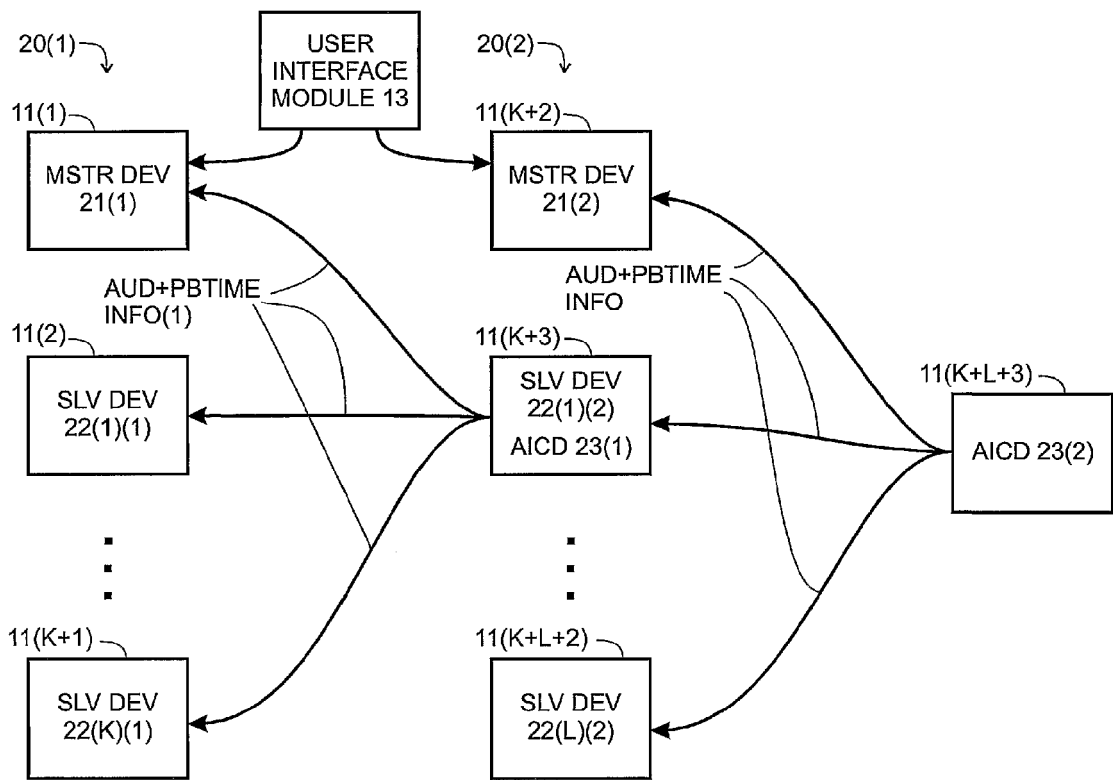 20(1)
USER
INTERFACE
MODULE 13
20(2)
11(1)
MSTR DEV
21(1)
11(K+2)
MSTR DEV
21(2)
AUD+PBTIME
INFO(1)
AUD+PBTIME
INFO
11(2)
SLV DEV
22(1)(1)
11(K+3)
SLV DEV
22(1)(2)
AICD 23(1)
11(K+L+3)
AICD 23(2)
11(K+1)
SLV DEV
22(K)(1)
11(K+L+2)
SLV DEV
22(L)(2)